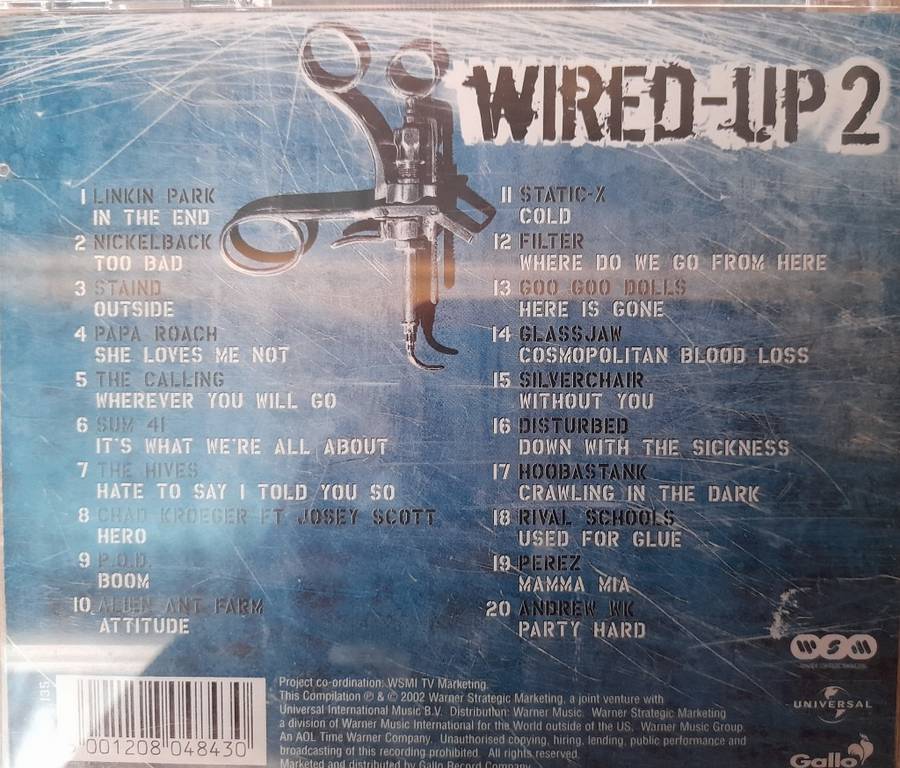 WIRED-UP 2
1 LINKIN PARK
IN THE END
2 NICKELBACK
TOO BAD
3 STAIND
OUTSIDE
4 PAPA ROACH
SHE LOVES ME NOT
5 THE CALLING
WHEREVER YOU WILL GO
6 SUM 41
IT'S WHAT WE'RE ALL ABOUT
7 THE HIVES
HATE TO SAY I TOLD YOU SO
8 CHAD KROEGER FT JOSEY SCOTT
HERO
9 P.O.D.
BOOM
10 ALIEN ANT FARM
ATTITUDE
11 STATIC-X
COLD
12 FILTER
WHERE DO WE GO FROM HERE
13 GOO GOO DOLLS
HERE IS GONE
14 GLASSJAW
COSMOPOLITAN BLOOD LOSS
15 SILVERCHAIR
WITHOUT YOU
16 DISTURBED
DOWN WITH THE SICKNESS
17 HOOBASTANK
CRAWLING IN THE DARK
18 RIVAL SCHOOLS
USED FOR GLUE
19 PEREZ
MAMMA MIA
20 ANDREW WK
PARTY HARD
135
001208 048430
Project co-ordination: WSMI TV Marketing.
This Compilation ℗ & © 2002 Warner Strategic Marketing, a joint venture with
Universal International Music B.V. Distribution: Warner Music. Warner Strategic Marketing
a division of Warner Music International for the World outside of the US. Warner Music Group.
An AOL Time Warner Company. Unauthorised copying, hiring, lending, public performance and
broadcasting of this recording prohibited. All rights reserved.
Marketed and distributed by Gallo Record Company
WSM
UNIVERSAL
Gallo